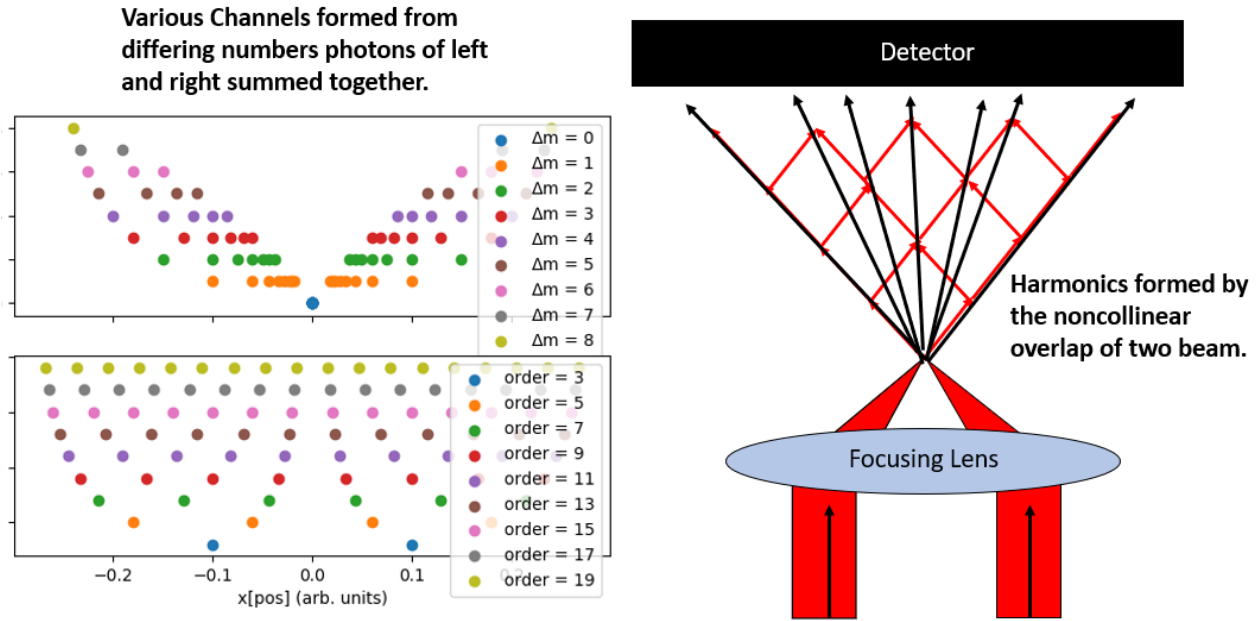 Various Channels formed from
differing numbers photons of left
and right summed together.
Δm = 0
Δm = 1
Δm = 2
Δm = 3
Δm = 4
Δm = 5
Δm = 6
Δm = 7
Δm = 8
order = 3
order = 5
order = 7
order = 9
order = 11
order = 13
order = 15
order = 17
order = 19
−0.2 −0.1 0.0 0.1 0.2
x[pos] (arb. units)
Detector
Harmonics formed by
the noncollinear
overlap of two beam.
Focusing Lens